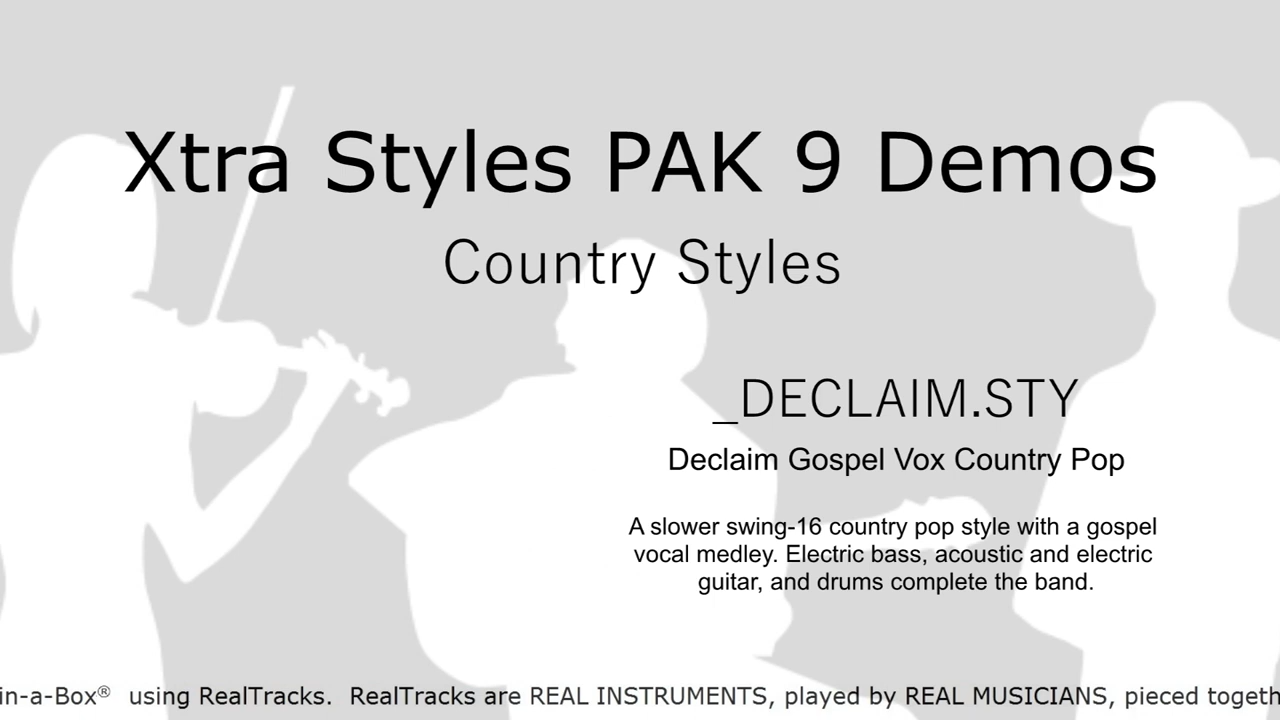 Xtra Styles PAK 9 Demos
Country Styles
_DECLAIM.STY
Declaim Gospel Vox Country Pop
A slower swing-16 country pop style with a gospel
vocal medley. Electric bass, acoustic and electric
guitar, and drums complete the band.
in-a-Box® using RealTracks. RealTracks are REAL INSTRUMENTS, played by REAL MUSICIANS, pieced togeth